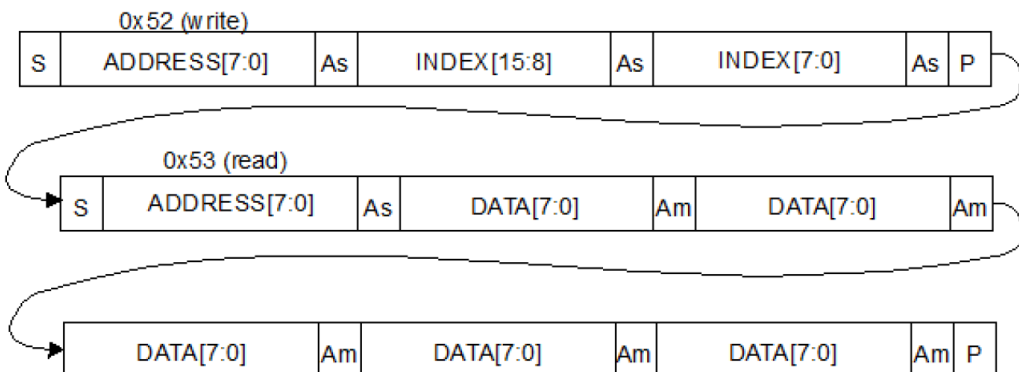 0x52 (write)
S ADDRESS[7:0] As INDEX[15:8] As INDEX[7:0] As P
0x53 (read)
S ADDRESS[7:0] As DATA[7:0] Am DATA[7:0] Am
DATA[7:0] Am DATA[7:0] Am DATA[7:0] Am P